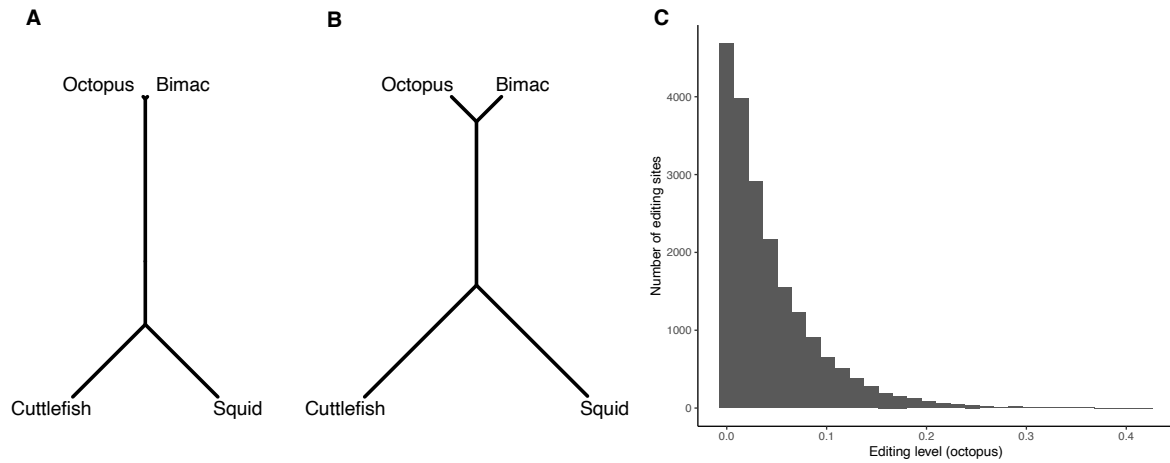 A
B
C
Octopus Bimac
Cuttlefish Squid
Octopus Bimac
Cuttlefish Squid
Number of editing sites
4000
3000
2000
1000
0
0.0 0.1 0.2 0.3 0.4
Editing level (octopus)